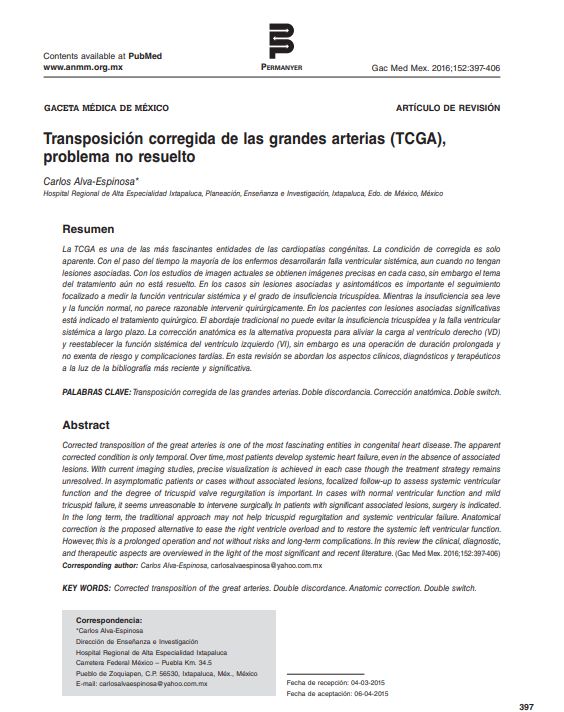 Contents available at PubMed
www.anmm.org.mx
PERMANYER
Gac Med Mex. 2016;152:397-406
GACETA MÉDICA DE MÉXICO
ARTÍCULO DE REVISIÓN
Transposición corregida de las grandes arterias (TCGA),
problema no resuelto
Carlos Alva-Espinosa*
Hospital Regional de Alta Especialidad Ixtapaluca, Planeación, Enseñanza e Investigación, Ixtapaluca, Edo. de México, México
Resumen
La TCGA es una de las más fascinantes entidades de las cardiopatías congénitas. La condición de corregida es solo
aparente. Con el paso del tiempo la mayoría de los enfermos desarrollarán falla ventricular sistémica, aun cuando no tengan
lesiones asociadas. Con los estudios de imagen actuales se obtienen imágenes precisas en cada caso, sin embargo el tema
del tratamiento aún no está resuelto. En los casos sin lesiones asociadas y asintomáticos es importante el seguimiento
focalizado a medir la función ventricular sistémica y el grado de insuficiencia tricuspídea. Mientras la insuficiencia sea leve
y la función normal, no parece razonable intervenir quirúrgicamente. En los pacientes con lesiones asociadas significativas
está indicado el tratamiento quirúrgico. El abordaje tradicional no puede evitar la insuficiencia tricuspídea y la falla ventricular
sistémica a largo plazo. La corrección anatómica es la alternativa propuesta para aliviar la carga al ventrículo derecho (VD)
y reestablecer la función sistémica del ventrículo izquierdo (VI), sin embargo es una operación de duración prolongada y
no exenta de riesgo y complicaciones tardías. En esta revisión se abordan los aspectos clínicos, diagnósticos y terapéuticos
a la luz de la bibliografía más reciente y significativa.
PALABRAS CLAVE: Transposición corregida de las grandes arterias. Doble discordancia. Corrección anatómica. Doble switch.
Abstract
Corrected transposition of the great arteries is one of the most fascinating entities in congenital heart disease. The apparent
corrected condition is only temporal. Over time, most patients develop systemic heart failure, even in the absence of associated
lesions. With current imaging studies, precise visualization is achieved in each case though the treatment strategy remains
unresolved. In asymptomatic patients or cases without associated lesions, focalized follow-up to assess systemic ventricular
function and the degree of tricuspid valve regurgitation is important. In cases with normal ventricular function and mild
tricuspid failure, it seems unreasonable to intervene surgically. In patients with significant associated lesions, surgery is indicated.
In the long term, the traditional approach may not help tricuspid regurgitation and systemic ventricular failure. Anatomical
correction is the proposed alternative to ease the right ventricle overload and to restore the systemic left ventricular function.
However, this is a prolonged operation and not without risks and long-term complications. In this review the clinical, diagnostic,
and therapeutic aspects are overviewed in the light of the most significant and recent literature. (Gac Med Mex. 2016;152:397-406)
Corresponding author: Carlos Alva-Espinosa, carlosalvaespinosa@yahoo.com.mx
KEY WORDS: Corrected transposition of the great arteries. Double discordance. Anatomic correction. Double switch.
Correspondencia:
*Carlos Alva-Espinosa
Dirección de Enseñanza e Investigación
Hospital Regional de Alta Especialidad Ixtapaluca
Carretera Federal México – Puebla Km. 34.5
Pueblo de Zoquiapen, C.P. 56530, Ixtapaluca, Méx., México
E-mail: carlosalvaespinosa@yahoo.com.mx
Fecha de recepción: 04-03-2015
Fecha de aceptación: 06-04-2015
397